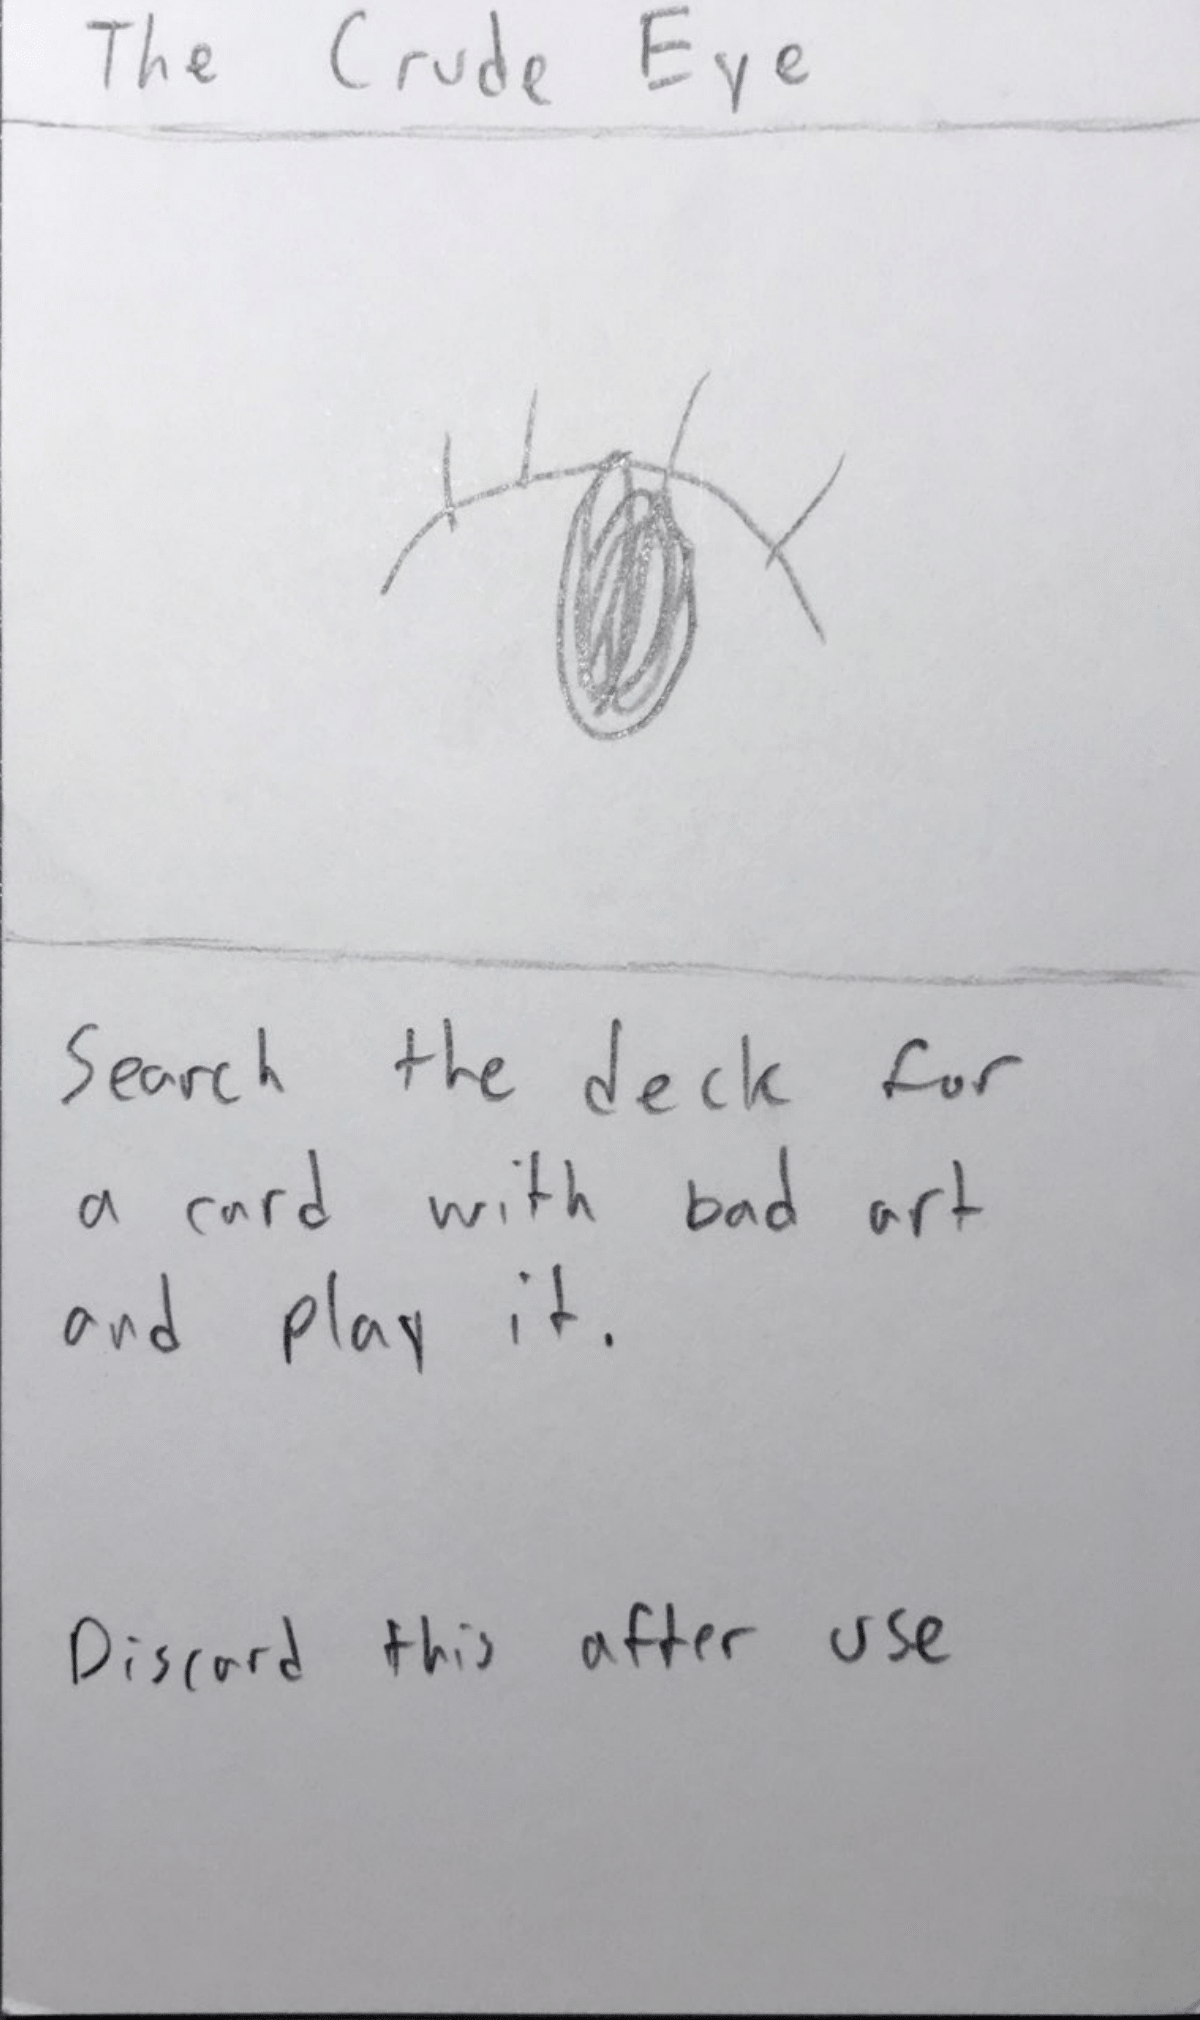 The Crude Eye
Search the deck for
a card with bad art
and play it.
Discard this after use